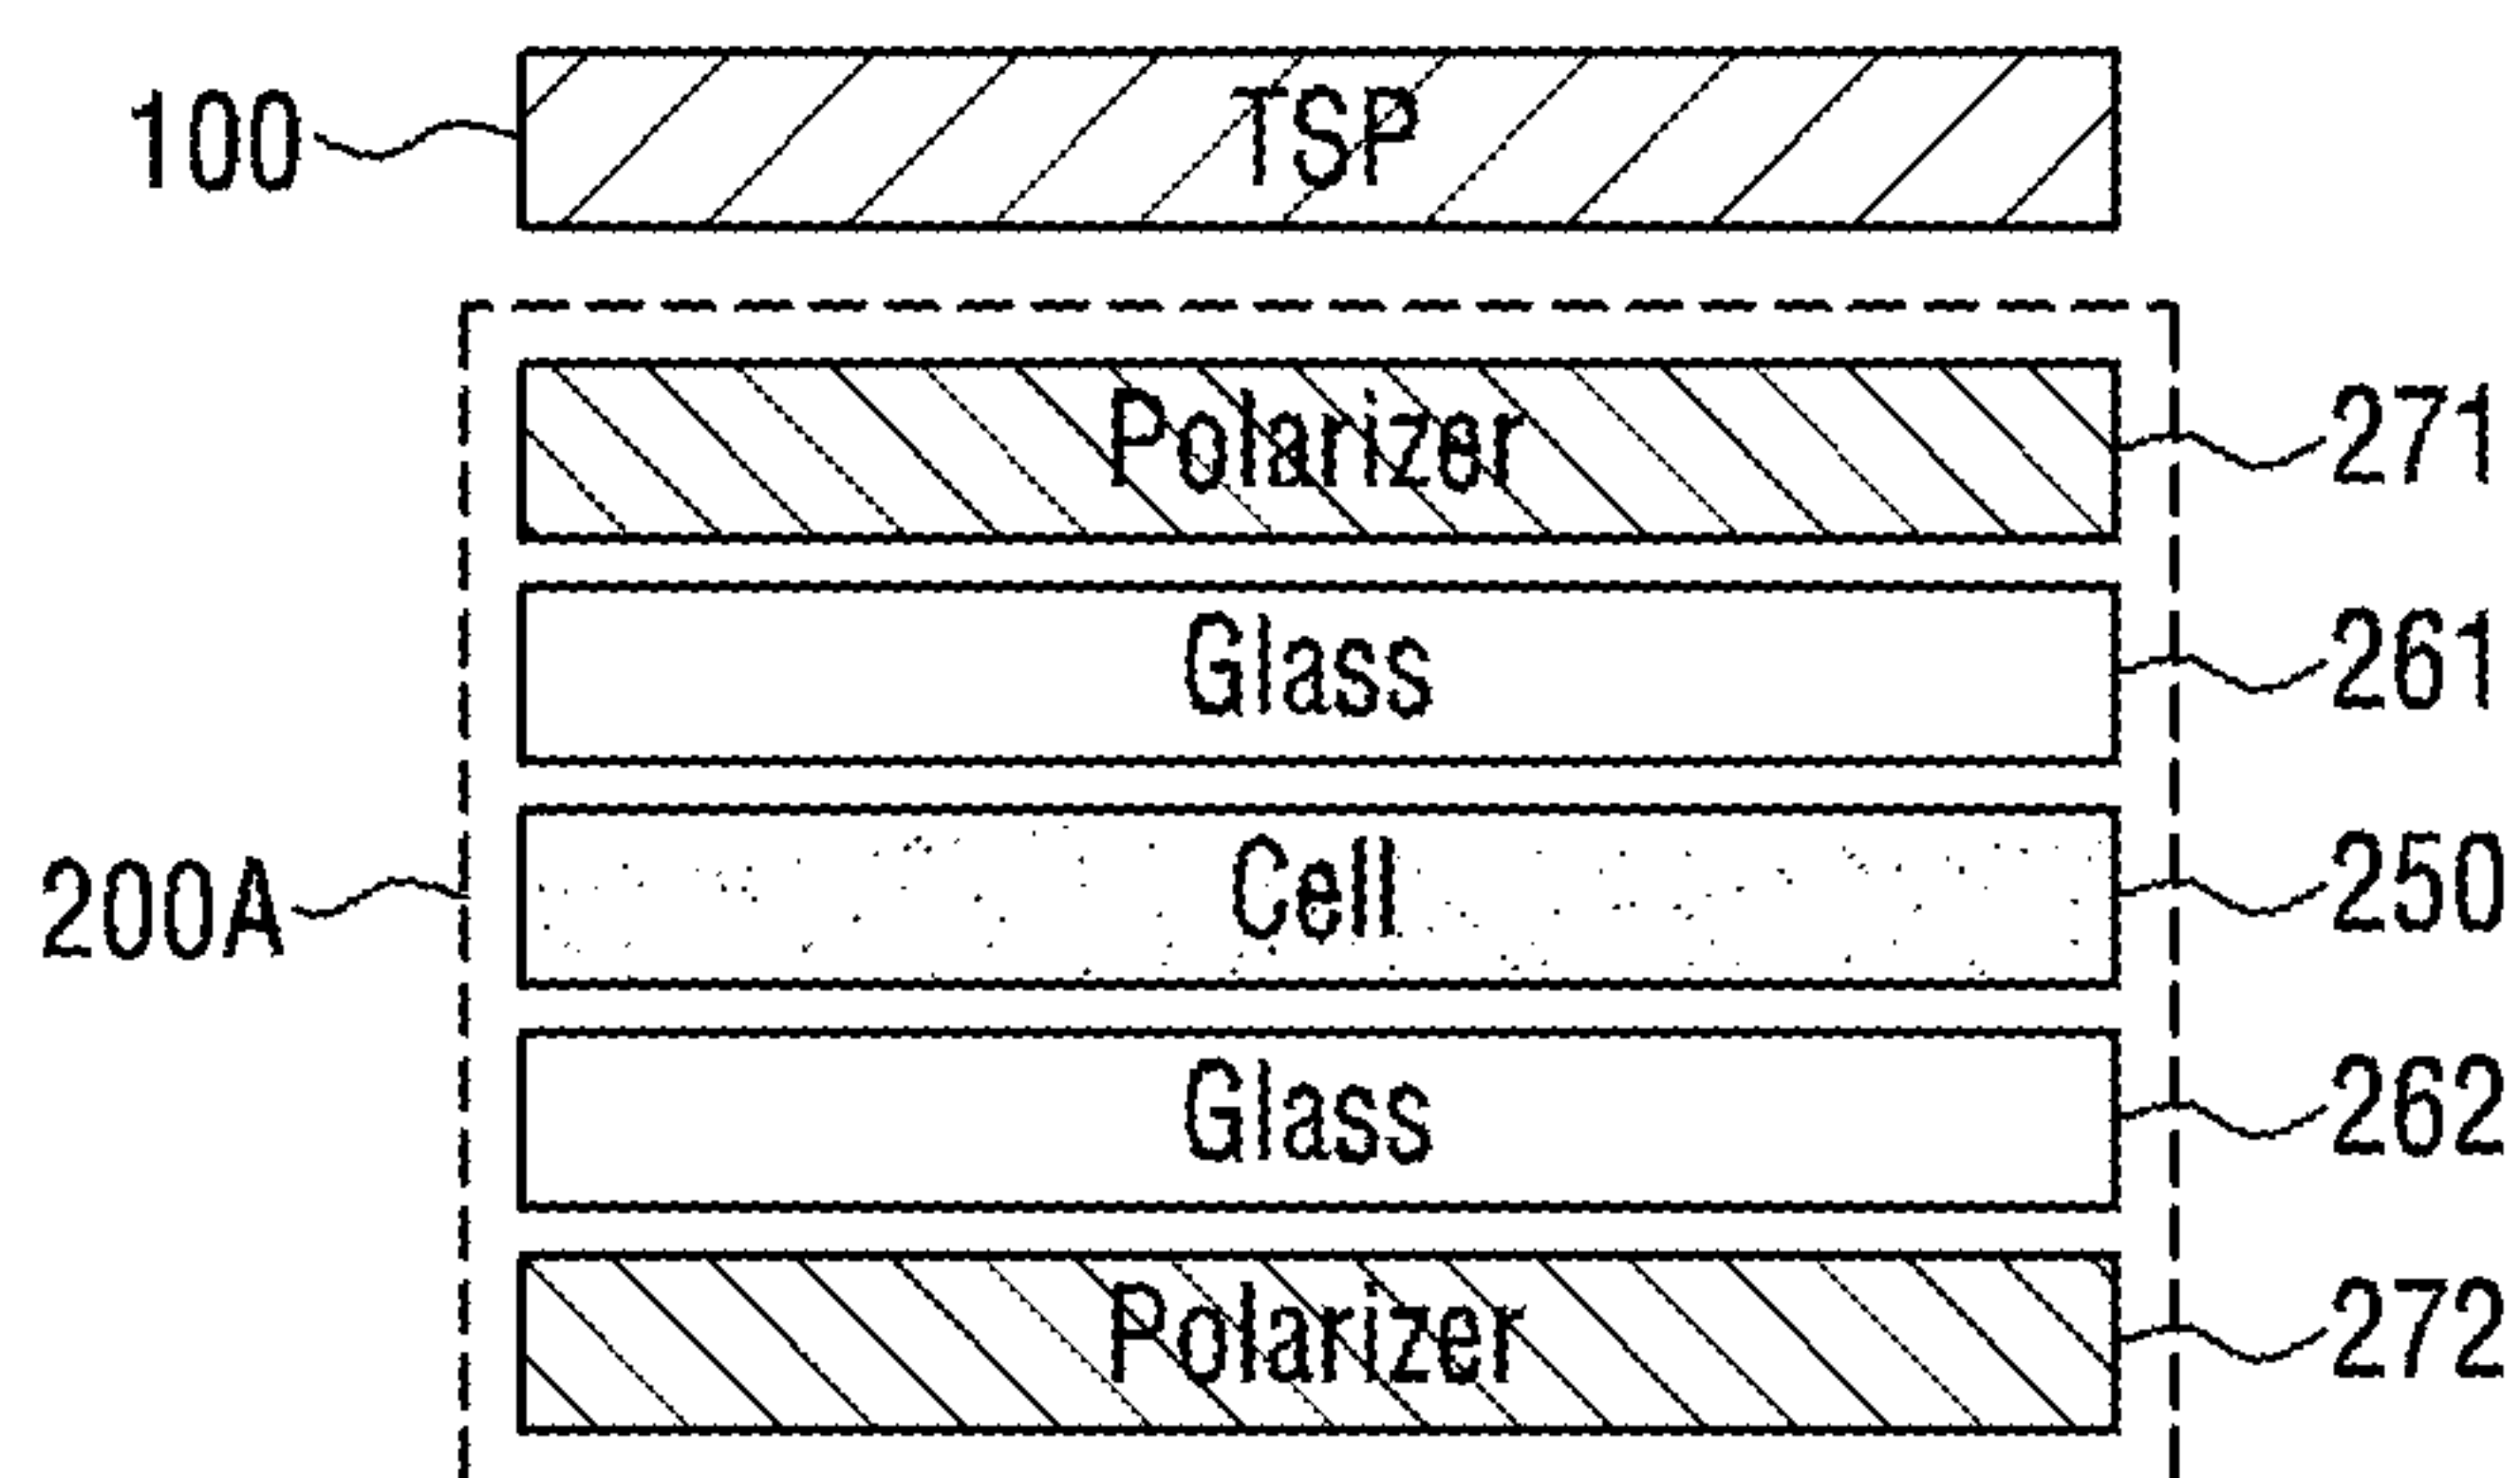 100 TSP
Polarizer 271
Glass 261
200A Cell 250
Glass 262
Polarizer 272